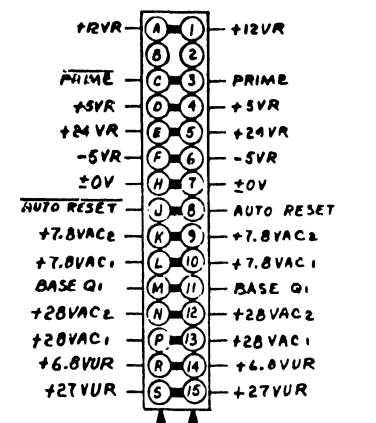 +12VR A 1 +12VR
B 2
PRIME C 3 PRIME
+5VR D 4 +5VR
+24VR E 5 +24VR
-5VR F 6 -5VR
±0V H 7 ±0V
AUTO RESET J 8 AUTO RESET
+7.8VAC2 K 9 +7.8VAC2
+7.8VAC1 L 10 +7.8VAC1
BASE Q1 M 11 BASE Q1
+28VAC2 N 12 +28VAC2
+28VAC1 P 13 +28VAC1
+6.8VUR R 14 +6.8VUR
+27VUR S 15 +27VUR